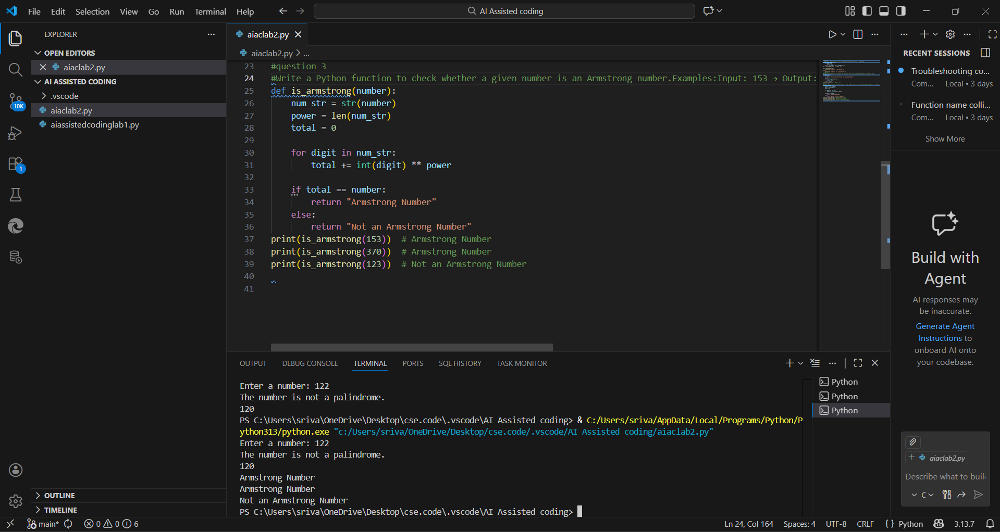 File Edit Selection View Go Run Terminal Help
AI Assisted coding
EXPLORER
OPEN EDITORS
aiaclab2.py
AI ASSISTED CODING
.vscode
aiaclab2.py
aiassistedcodinglab1.py
10K
1
OUTLINE
TIMELINE
aiaclab2.py
aiaclab2.py > ...
23 #question 3
24 #Write a Python function to check whether a given number is an Armstrong number.Examples:Input: 153 → Output:
25 def is_armstrong(number):
26 num_str = str(number)
27 power = len(num_str)
28 total = 0
29
30 for digit in num_str:
31 total += int(digit) ** power
32
33 if total == number:
34 return "Armstrong Number"
35 else:
36 return "Not an Armstrong Number"
37 print(is_armstrong(153)) # Armstrong Number
38 print(is_armstrong(370)) # Armstrong Number
39 print(is_armstrong(123)) # Not an Armstrong Number
40
41
OUTPUT DEBUG CONSOLE TERMINAL PORTS SQL HISTORY TASK MONITOR
Enter a number: 122
The number is not a palindrome.
120
PS C:\Users\sriva\OneDrive\Desktop\cse.code\.vscode\AI Assisted coding> & C:/Users/sriva/AppData/Local/Programs/Python/P
ython313/python.exe "c:/Users/sriva/OneDrive/Desktop/cse.code/.vscode/AI Assisted coding/aiaclab2.py"
Enter a number: 122
The number is not a palindrome.
120
Armstrong Number
Armstrong Number
Not an Armstrong Number
PS C:\Users\sriva\OneDrive\Desktop\cse.code\.vscode\AI Assisted coding>
Python
Python
Python
RECENT SESSIONS
Troubleshooting co...
Com... Local • 3 days
Function name colli...
Com... Local • 3 days
Show More
Build with
Agent
AI responses may
be inaccurate.
Generate Agent
Instructions to
onboard AI onto
your codebase.
aiaclab2.py
Describe what to buil
C
main* 0 0 6
Ln 24, Col 164 Spaces: 4 UTF-8 CRLF {} Python 3.13.7